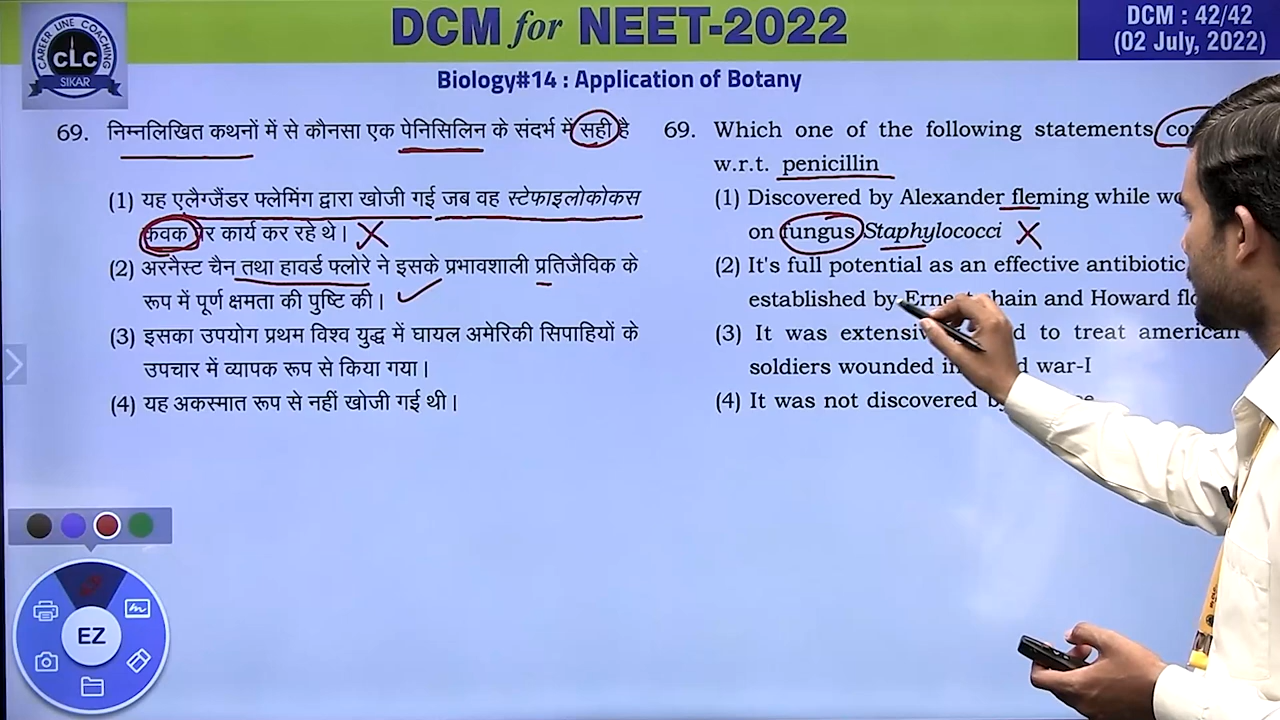 CAREER LINE COACHING
CLC
SIKAR
DCM for NEET-2022
DCM : 42/42
(02 July, 2022)
Biology#14 : Application of Botany
69. निम्नलिखित कथनों में से कौनसा एक पेनिसिलिन के संदर्भ में सही है
(1) यह एलैग्जैंडर फ्लेमिंग द्वारा खोजी गई जब वह स्टेफाइलोकोकस
कवक पर कार्य कर रहे थे।
(2) अरनैस्ट चैन तथा हावर्ड फ्लोरे ने इसके प्रभावशाली प्रतिजैविक के
रूप में पूर्ण क्षमता की पुष्टि की।
(3) इसका उपयोग प्रथम विश्व युद्ध में घायल अमेरिकी सिपाहियों के
उपचार में व्यापक रूप से किया गया।
(4) यह अकस्मात रूप से नहीं खोजी गई थी।
69. Which one of the following statements
w.r.t. penicillin
(1) Discovered by Alexander fleming while
on fungus Staphylococci
(2) It's full potential as an effective antibiotic
established by and Howard
(3) It was to treat american
soldiers wounded war-I
(4) It was not discovered
EZ